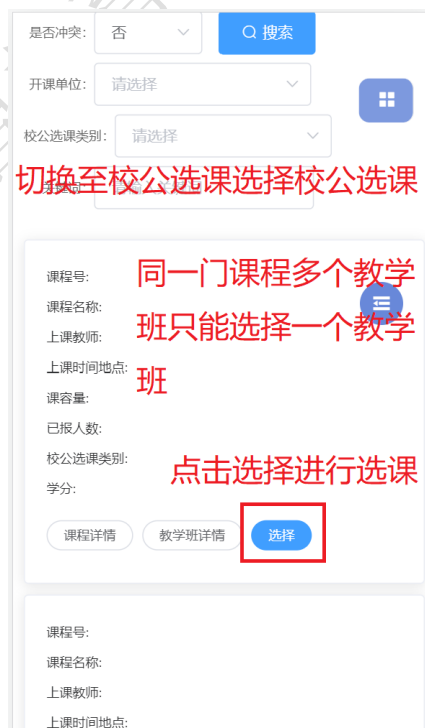 是否冲突: 否 搜索
开课单位: 请选择
校公选课类别: 请选择
切换至校公选课选择校公选课
课程号:
同一门课程多个教学
课程名称:
上课教师:
班只能选择一个教学
上课时间地点:
班
课容量:
已报人数:
校公选课类别:
点击选择进行选课
学分:
课程详情 教学班详情 选择
课程号:
课程名称:
上课教师:
上课时间地点: